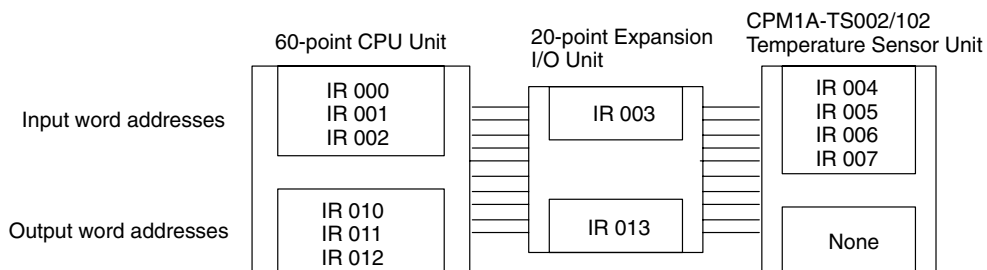 60-point CPU Unit
20-point Expansion
I/O Unit
CPM1A-TS002/102
Temperature Sensor Unit
Input word addresses
IR 000
IR 001
IR 002
IR 003
IR 004
IR 005
IR 006
IR 007
Output word addresses
IR 010
IR 011
IR 012
IR 013
None